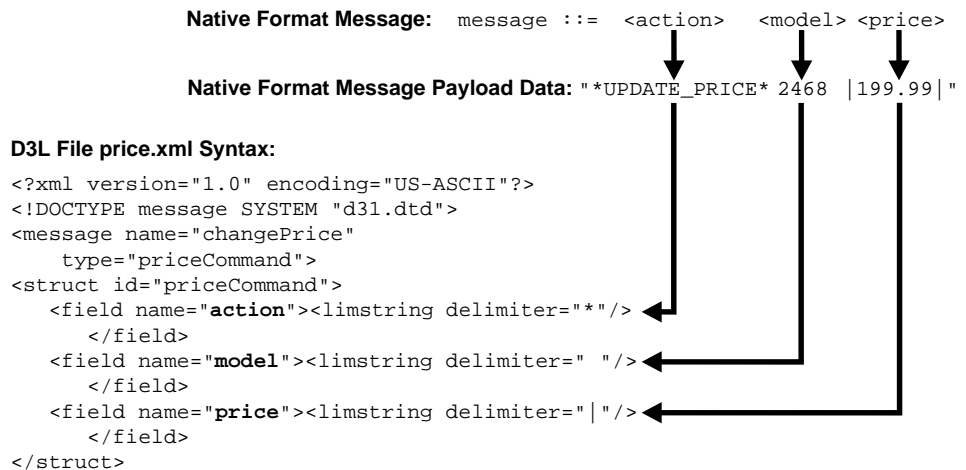 Native Format Message: message ::= <action> <model> <price>
Native Format Message Payload Data: "*UPDATE_PRICE* 2468 |199.99|"
D3L File price.xml Syntax:
<?xml version="1.0" encoding="US-ASCII"?>
<!DOCTYPE message SYSTEM "d31.dtd">
<message name="changePrice"
    type="priceCommand">
<struct id="priceCommand">
   <field name="action"><limstring delimiter="*"/>
      </field>
   <field name="model"><limstring delimiter=" "/>
      </field>
   <field name="price"><limstring delimiter="|"/>
      </field>
</struct>